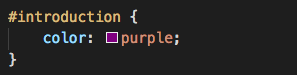 #introduction {
    color: purple;
}